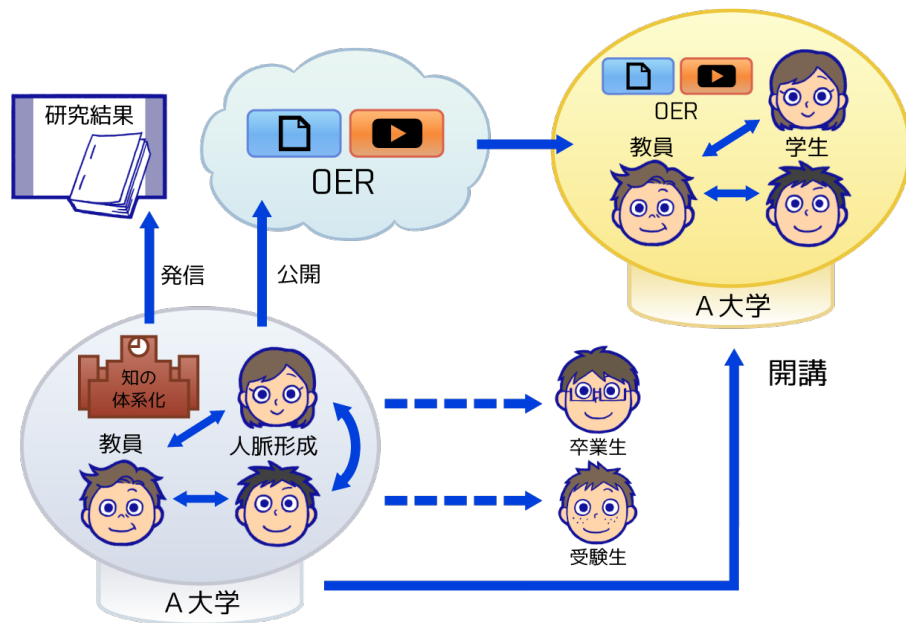 研究結果
OER
OER
教員
学生
A大学
発信
公開
知の
体系化
教員
人脈形成
A大学
卒業生
受験生
開講